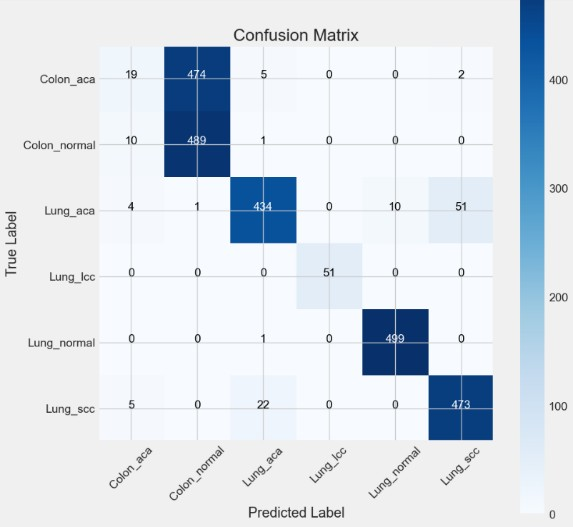 Confusion Matrix
Colon_aca 19 474 5 0 0 2
Colon_normal 10 489 1 0 0 0
Lung_aca 4 1 434 0 10 51
Lung_lcc 0 0 0 51 0 0
Lung_normal 0 0 1 0 499 0
Lung_scc 5 0 22 0 0 473
True Label
Colon_aca Colon_normal Lung_aca Lung_lcc Lung_normal Lung_scc
Predicted Label
400
300
200
100
0